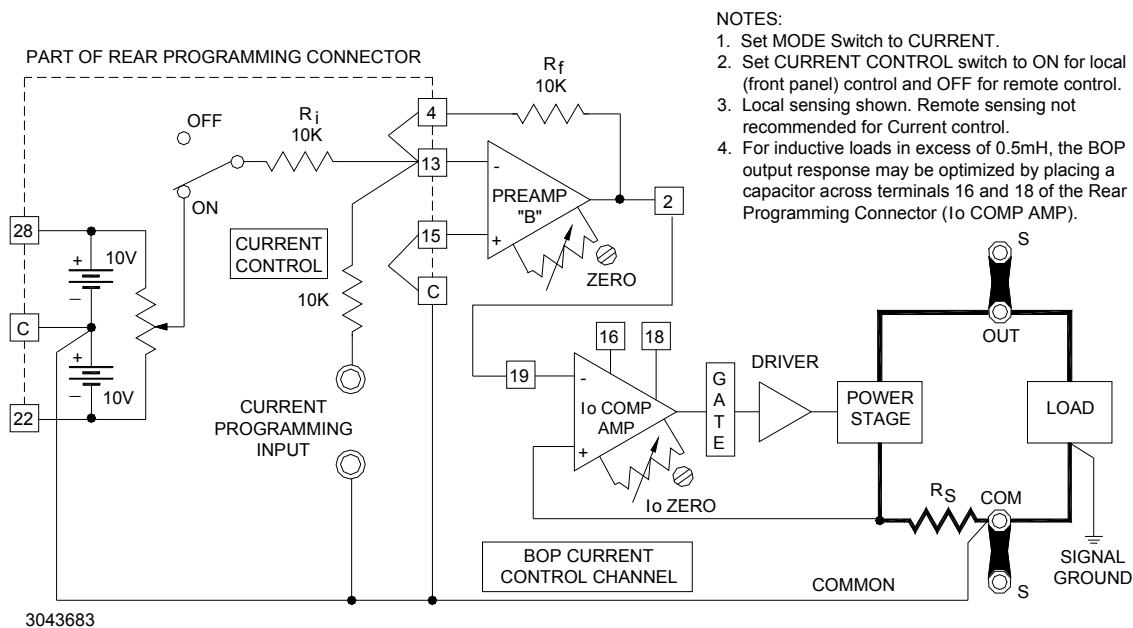 NOTES:
1. Set MODE Switch to CURRENT.
2. Set CURRENT CONTROL switch to ON for local
(front panel) control and OFF for remote control.
3. Local sensing shown. Remote sensing not
recommended for Current control.
4. For inductive loads in excess of 0.5mH, the BOP
output response may be optimized by placing a
capacitor across terminals 16 and 18 of the Rear
Programming Connector (Io COMP AMP).
PART OF REAR PROGRAMMING CONNECTOR
Rf
10K
4
OFF
Ri
10K
13
-
PREAMP
"B"
+
2
ON
15
ZERO
28
CURRENT
CONTROL
+
10V
–
10K
C
C
16
18
+
10V
–
22
19
-
Io COMP
AMP
+
Io ZERO
GATE
DRIVER
POWER
STAGE
S
OUT
LOAD
CURRENT
PROGRAMMING
INPUT
RS
COM
S
SIGNAL
GROUND
BOP CURRENT
CONTROL CHANNEL
COMMON
3043683